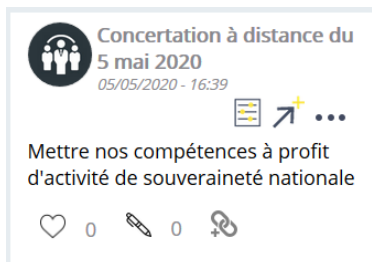 Concertation à distance du
5 mai 2020
05/05/2020 - 16:39
Mettre nos compétences à profit
d'activité de souveraineté nationale
0 0